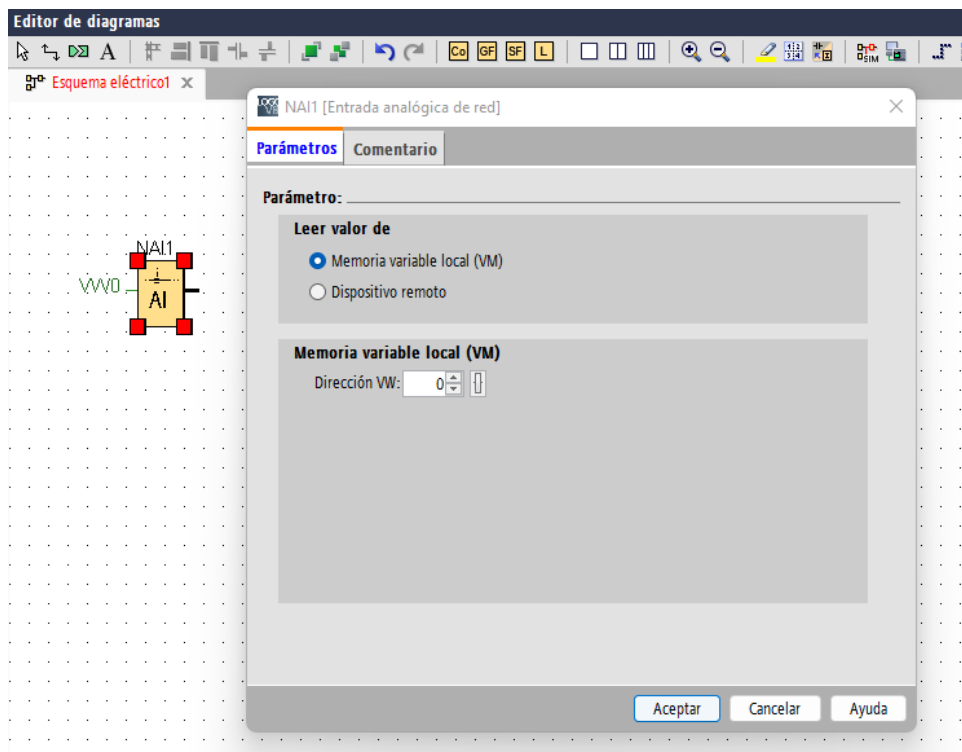 Editor de diagramas
A Co GF SF L
Esquema eléctrico1
NAI1 [Entrada analógica de red]
Parámetros Comentario
Parámetro:
Leer valor de
Memoria variable local (VM)
Dispositivo remoto
NAI1
VW0
AI
Memoria variable local (VM)
Dirección VW: 0
Aceptar Cancelar Ayuda